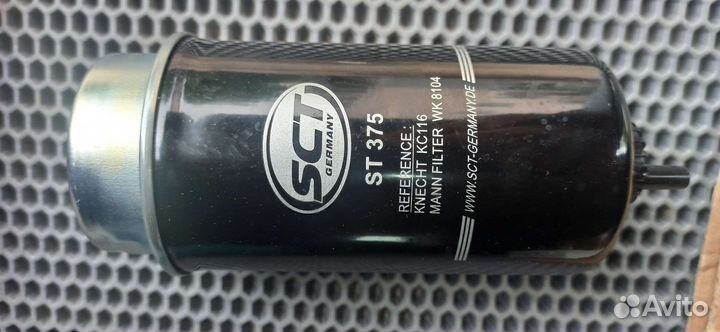 SCT
GERMANY
ST 375
REFERENCE:
KNECHT KC116
MANN FILTER WK 8104
WWW.SCT-GERMANY.DE
Avito